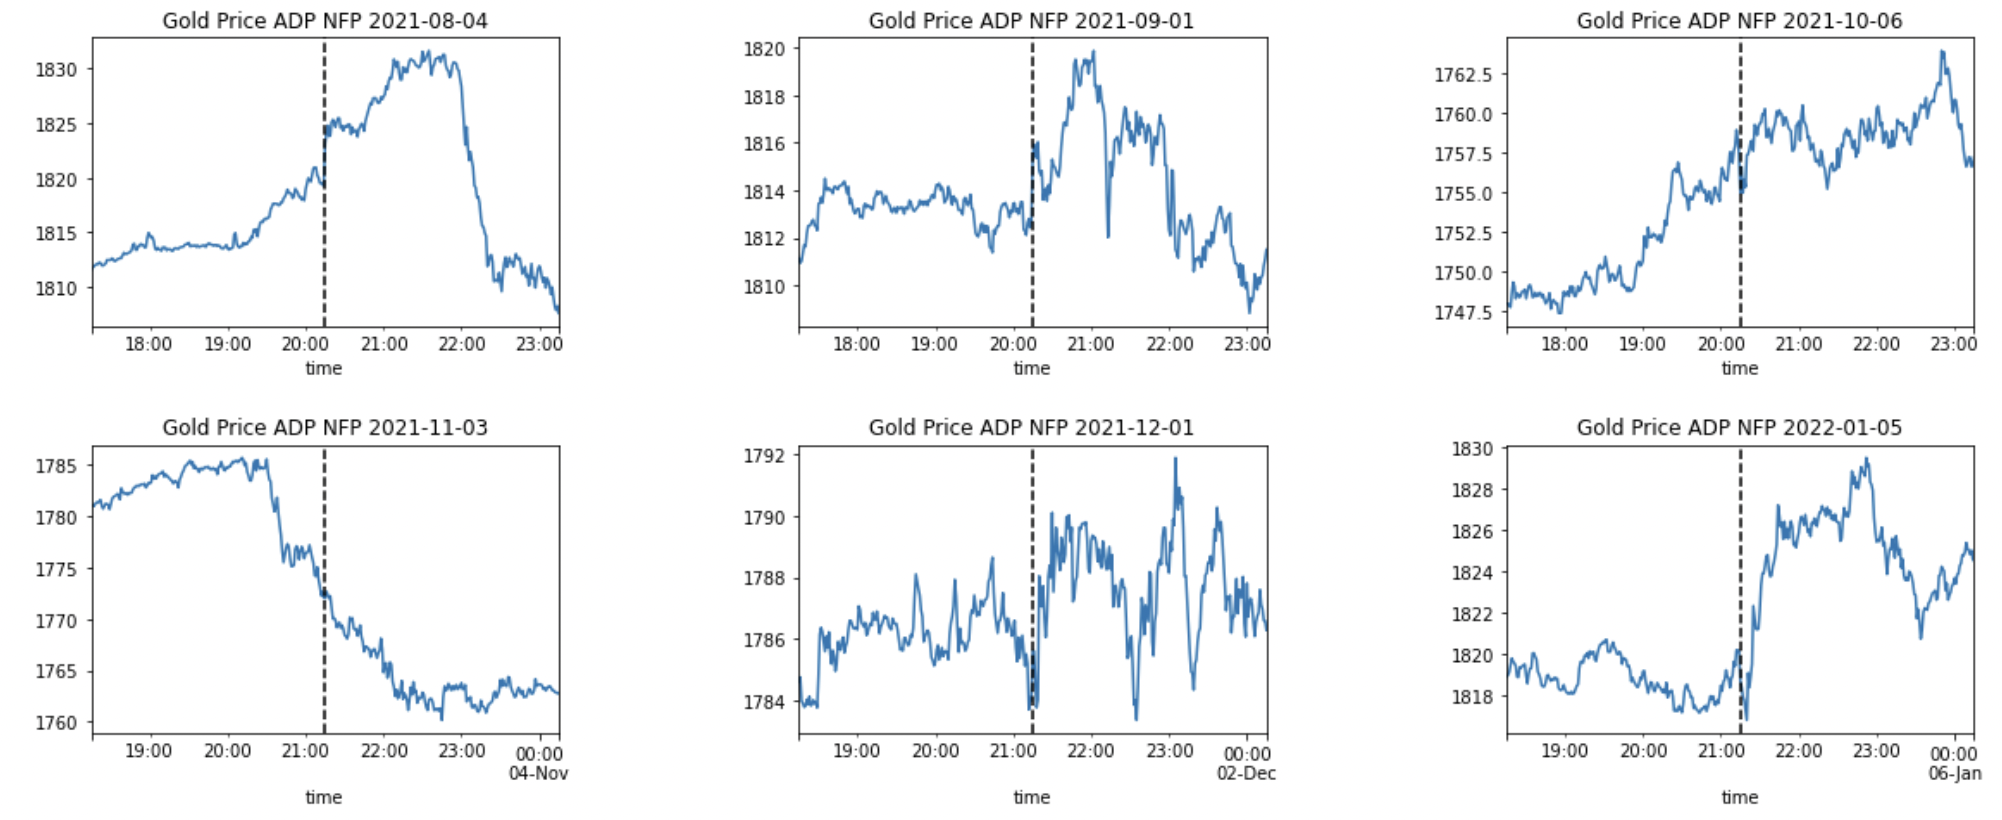 Gold Price ADP NFP 2021-08-04
1830
1825
1820
1815
1810
18:00 19:00 20:00 21:00 22:00 23:00
time
Gold Price ADP NFP 2021-09-01
1820
1818
1816
1814
1812
1810
18:00 19:00 20:00 21:00 22:00 23:00
time
Gold Price ADP NFP 2021-10-06
1762.5
1760.0
1757.5
1755.0
1752.5
1750.0
1747.5
18:00 19:00 20:00 21:00 22:00 23:00
time
Gold Price ADP NFP 2021-11-03
1785
1780
1775
1770
1765
1760
19:00 20:00 21:00 22:00 23:00 00:00
04-Nov
time
Gold Price ADP NFP 2021-12-01
1792
1790
1788
1786
1784
19:00 20:00 21:00 22:00 23:00 00:00
02-Dec
time
Gold Price ADP NFP 2022-01-05
1830
1828
1826
1824
1822
1820
1818
19:00 20:00 21:00 22:00 23:00 00:00
06-Jan
time